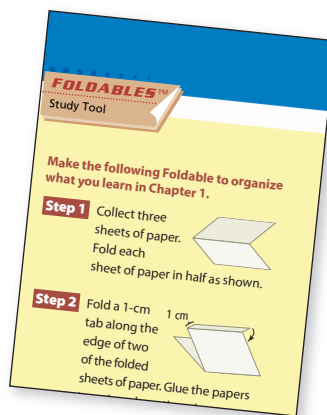 FOLDABLES™
Study Tool
Make the following Foldable to organize
what you learn in Chapter 1.
Step 1 Collect three
sheets of paper.
Fold each
sheet of paper in half as shown.
Step 2 Fold a 1-cm
tab along the
edge of two
of the folded
sheets of paper. Glue the papers
1 cm